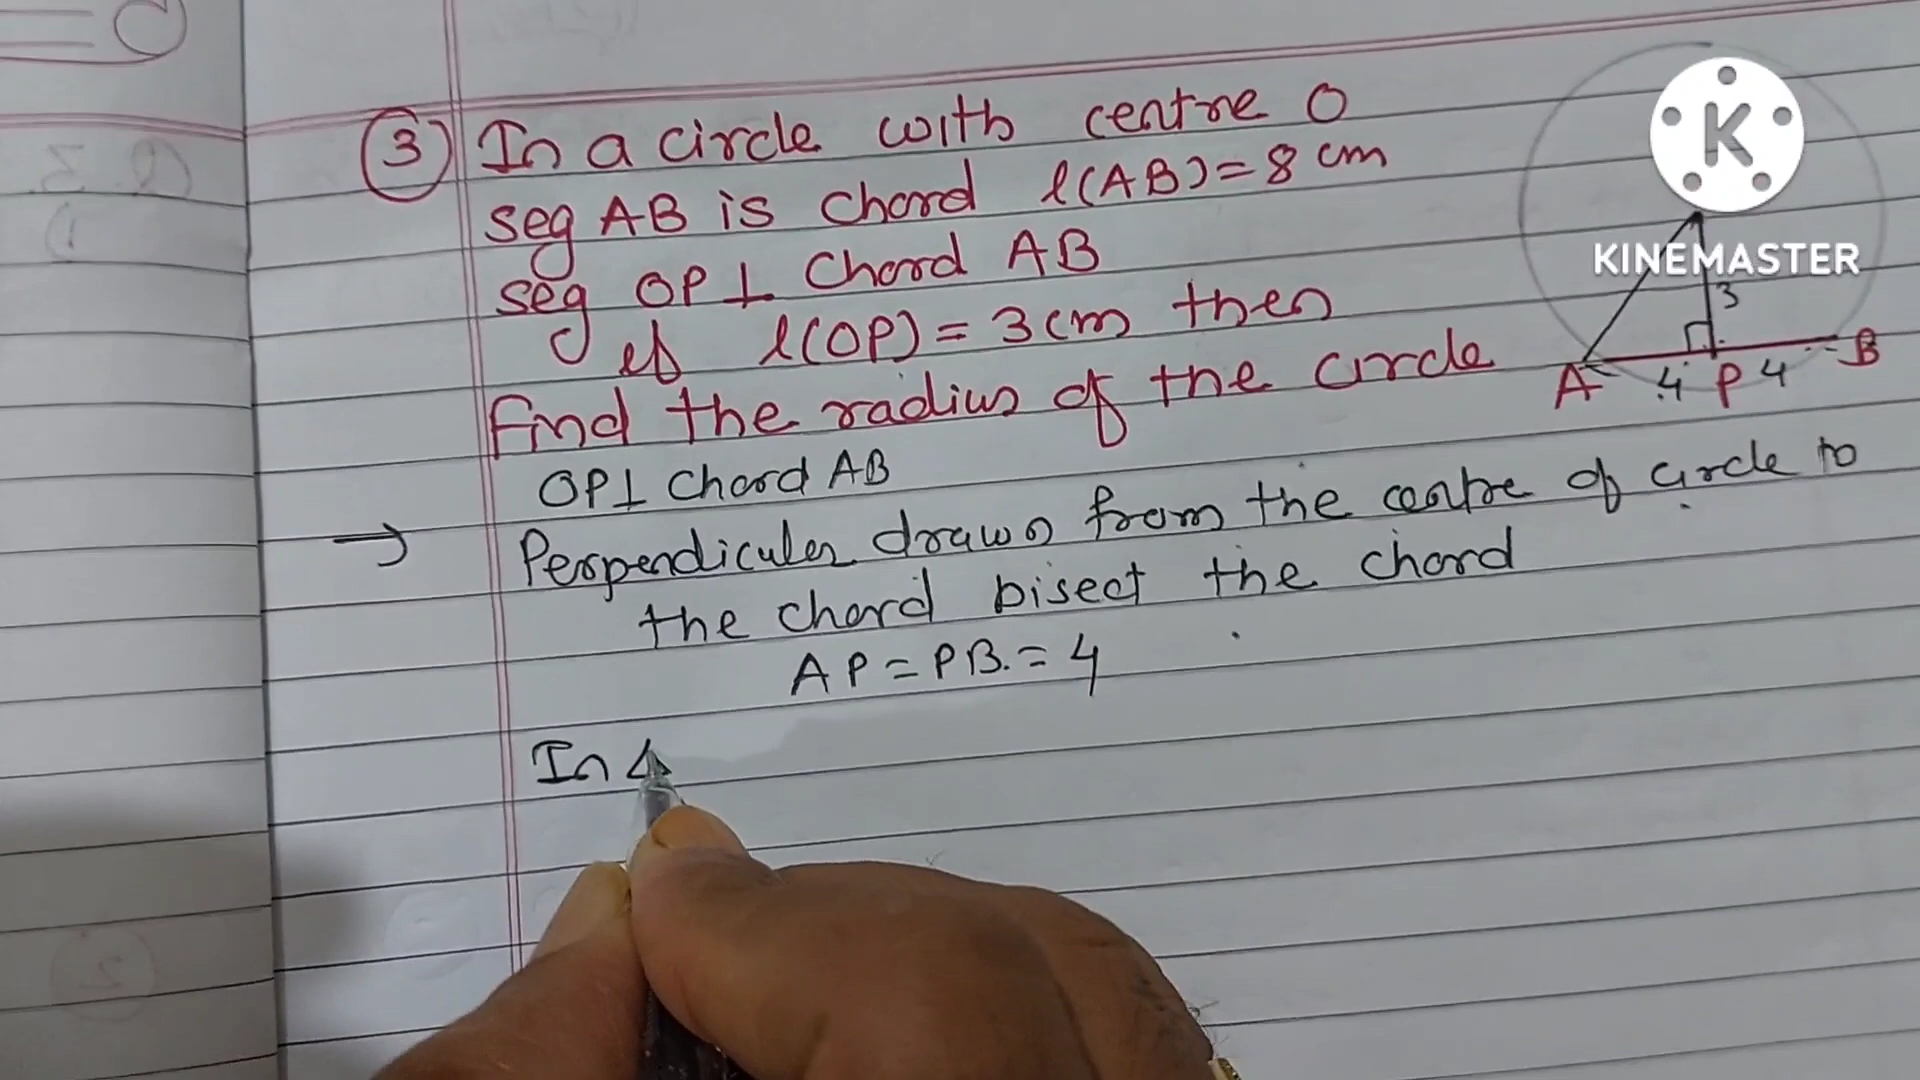 3 In a circle with centre O
seg AB is chord l(AB)=8 cm
seg OP⊥ Chord AB
if l(OP) = 3cm then
find the radius of the circle
OP⊥ Chord AB
→ Perpendicular drawn from the centre of circle to
the chord bisect the chord
AP=PB.=4
In Δ
K
KINEMASTER
3
A 4 P 4 B